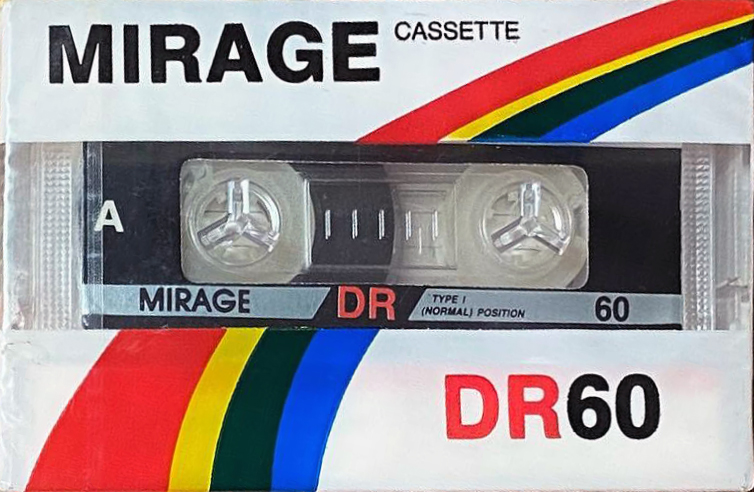 MIRAGE CASSETTE
A
MIRAGE DR TYPE I 60
(NORMAL) POSITION
DR60